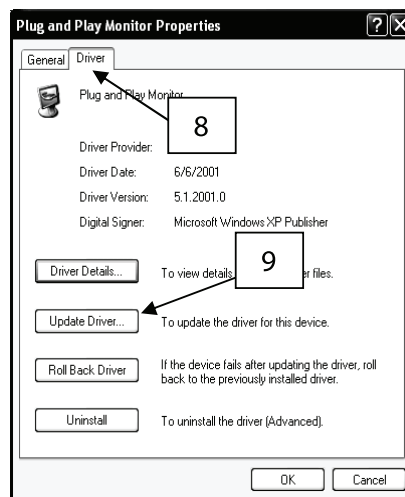 Plug and Play Monitor Properties
General Driver
Plug and Play Monitor
8
Driver Provider:
Driver Date: 6/6/2001
Driver Version: 5.1.2001.0
Digital Signer: Microsoft Windows XP Publisher
9
Driver Details... To view details er files.
Update Driver... To update the driver for this device.
Roll Back Driver If the device fails after updating the driver, roll
back to the previously installed driver.
Uninstall To uninstall the driver (Advanced).
OK Cancel